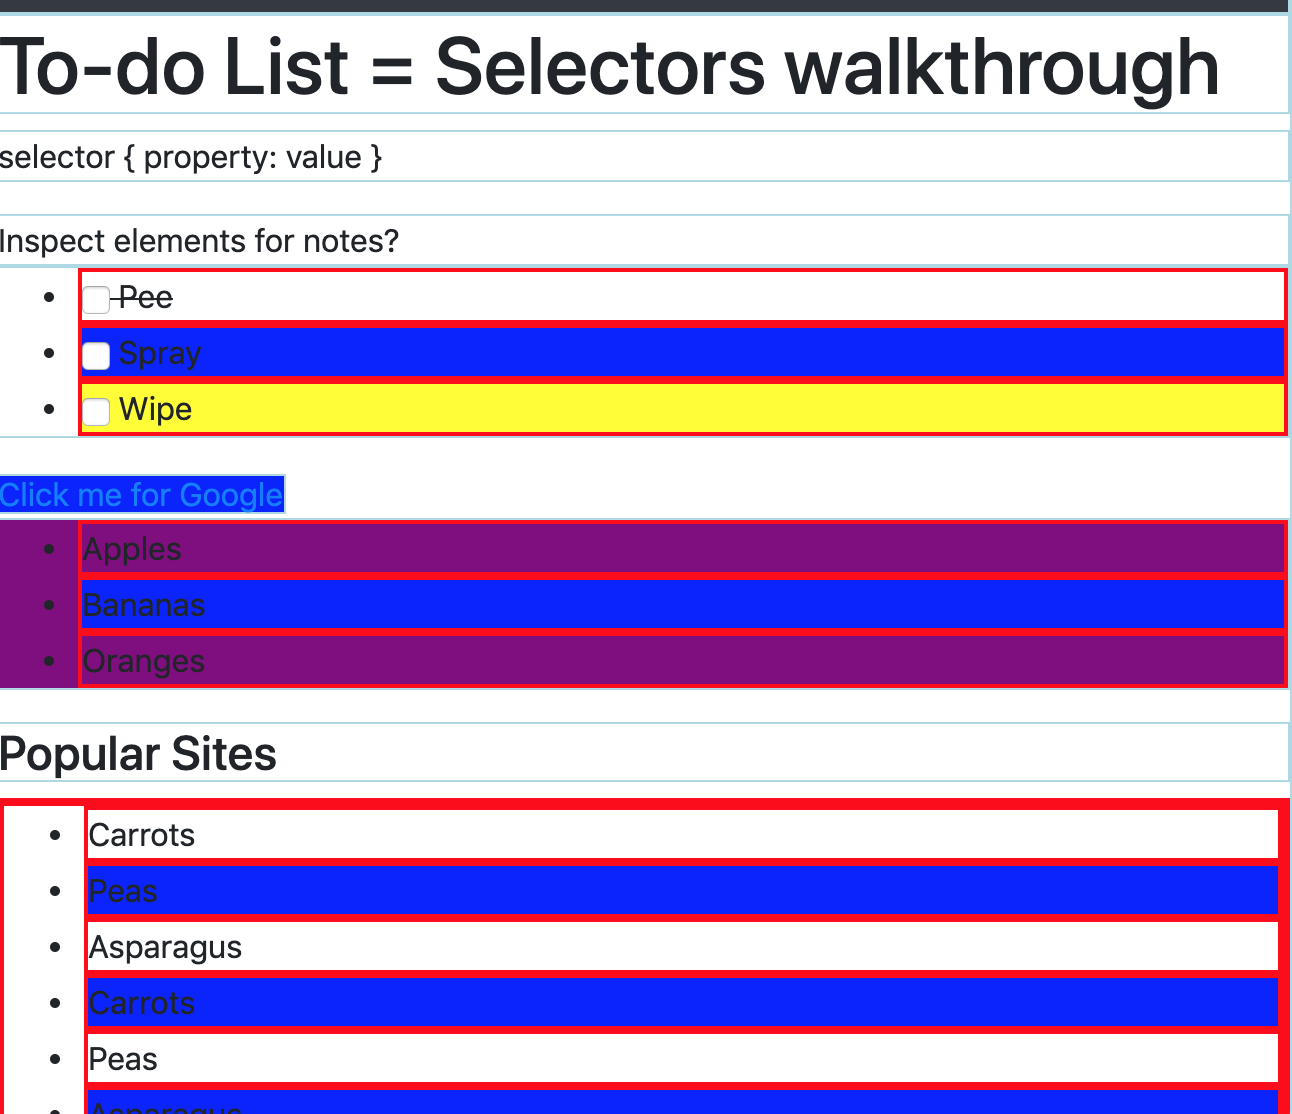 To-do List = Selectors walkthrough
selector { property: value }
Inspect elements for notes?
Pee
Spray
Wipe
Click me for Google
Apples
Bananas
Oranges
Popular Sites
Carrots
Peas
Asparagus
Carrots
Peas
Asparagus